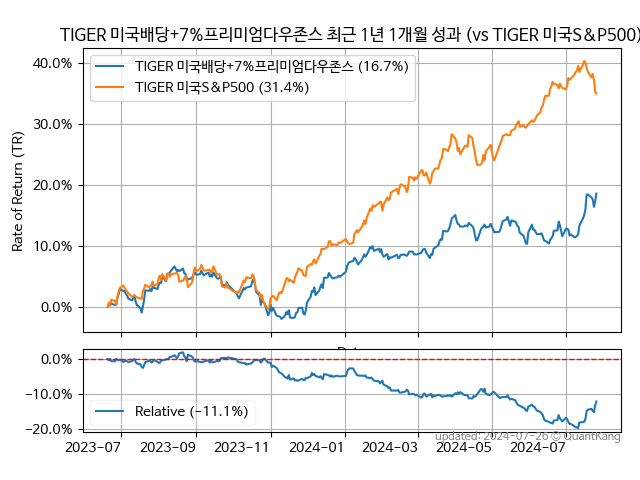 TIGER 미국배당+7%프리미엄다우존스 최근 1년 1개월 성과 (vs TIGER 미국S&P500)
TIGER 미국배당+7%프리미엄다우존스 (16.7%)
TIGER 미국S&P500 (31.4%)
Rate of Return (TR)
40.0%
30.0%
20.0%
10.0%
0.0%
0.0%
−10.0%
−20.0%
Relative (−11.1%)
2023−07
2023−09
2023−11
2024−01
2024−03
2024−05
2024−07
updated: 2024-07-26 © QuantKang